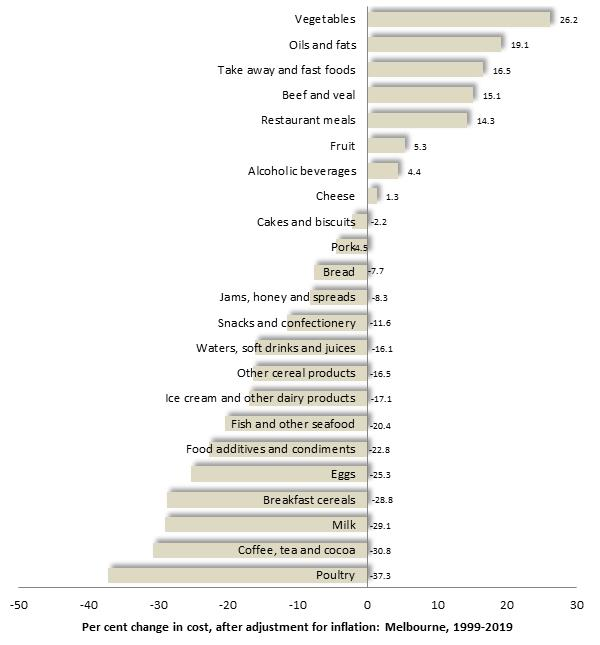 Vegetables 26.2
Oils and fats 19.1
Take away and fast foods 16.5
Beef and veal 15.1
Restaurant meals 14.3
Fruit 5.3
Alcoholic beverages 4.4
Cheese 1.3
Cakes and biscuits -2.2
Pork -4.5
Bread -7.7
Jams, honey and spreads -8.3
Snacks and confectionery -11.6
Waters, soft drinks and juices -16.1
Other cereal products -16.5
Ice cream and other dairy products -17.1
Fish and other seafood -20.4
Food additives and condiments -22.8
Eggs -25.3
Breakfast cereals -28.8
Milk -29.1
Coffee, tea and cocoa -30.8
Poultry -37.3
-50 -40 -30 -20 -10 0 10 20 30
Per cent change in cost, after adjustment for inflation: Melbourne, 1999-2019